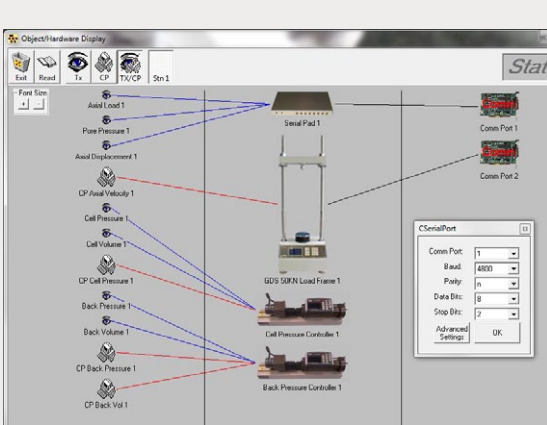 Object/Hardware Display
Exit
Read
Tx
CP
TX/CP
Stn 1
Stat
Font Size:
+
-
Axial Load 1
Pore Pressure 1
Axial Displacement 1
CP Axial Velocity 1
Cell Pressure 1
Cell Volume 1
CP Cell Pressure 1
Back Pressure 1
Back Volume 1
CP Back Pressure 1
CP Back Vol 1
Serial Pad 1
GDS 50KN Load Frame 1
Cell Pressure Controller 1
Back Pressure Controller 1
Comm
Comm Port 1
Comm
Comm Port 2
CSerialPort
Comm Port: 1
Baud: 4800
Parity: n
Data Bits: 8
Stop Bits: 2
Advanced
Settings
OK